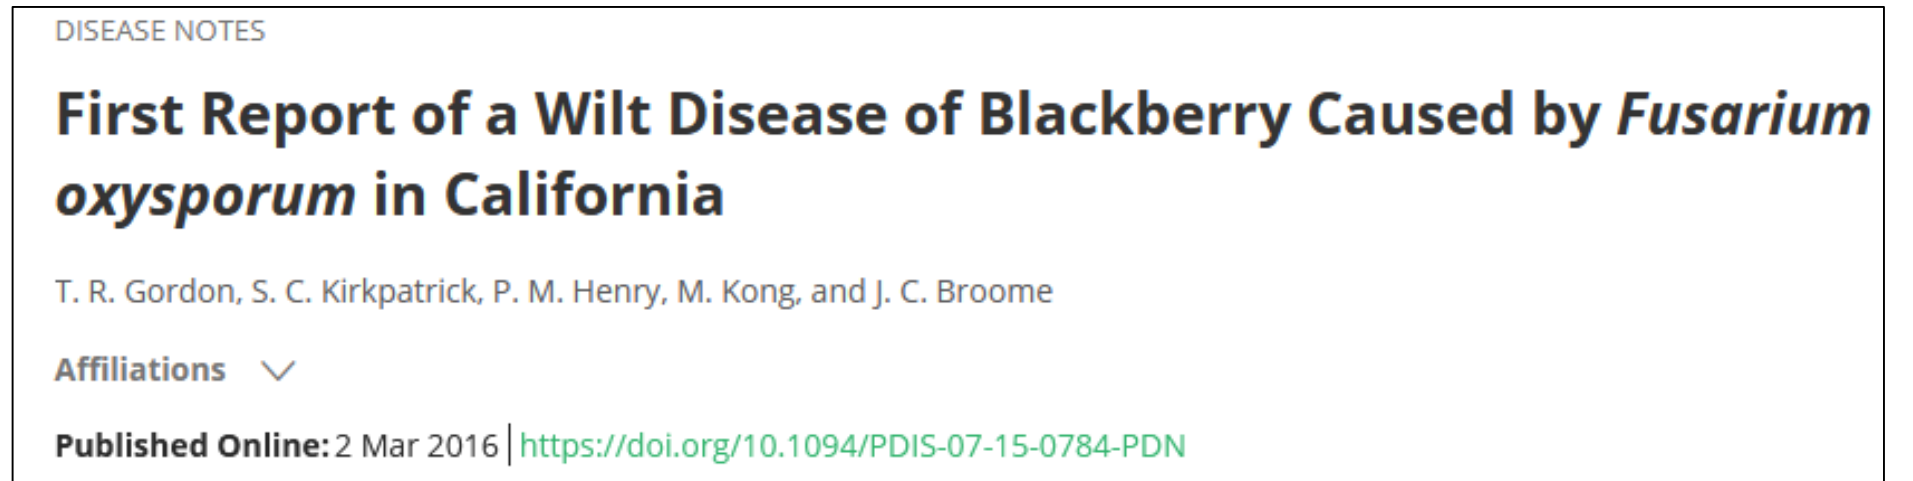 DISEASE NOTES
First Report of a Wilt Disease of Blackberry Caused by Fusarium
oxysporum in California
T. R. Gordon, S. C. Kirkpatrick, P. M. Henry, M. Kong, and J. C. Broome
Affiliations
Published Online: 2 Mar 2016 | https://doi.org/10.1094/PDIS-07-15-0784-PDN